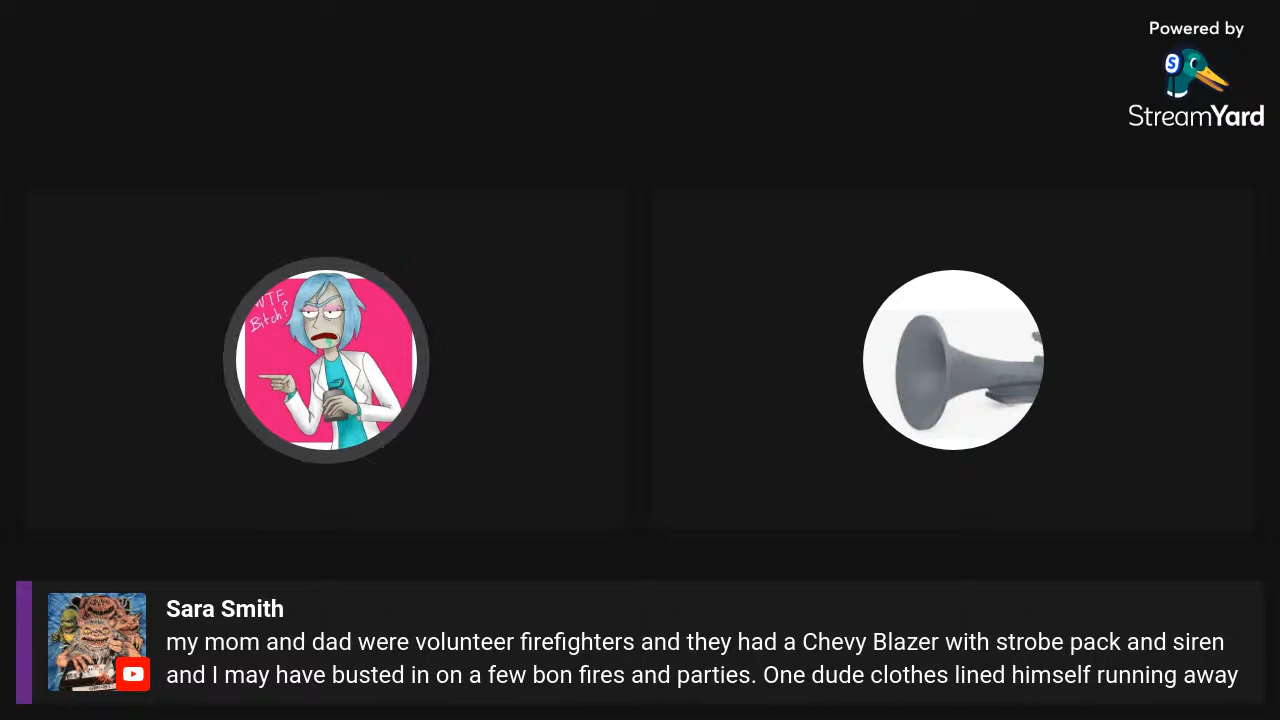 Powered by
S
StreamYard
WTF
Bitch?
Sara Smith
my mom and dad were volunteer firefighters and they had a Chevy Blazer with strobe pack and siren
and I may have busted in on a few bon fires and parties. One dude clothes lined himself running away